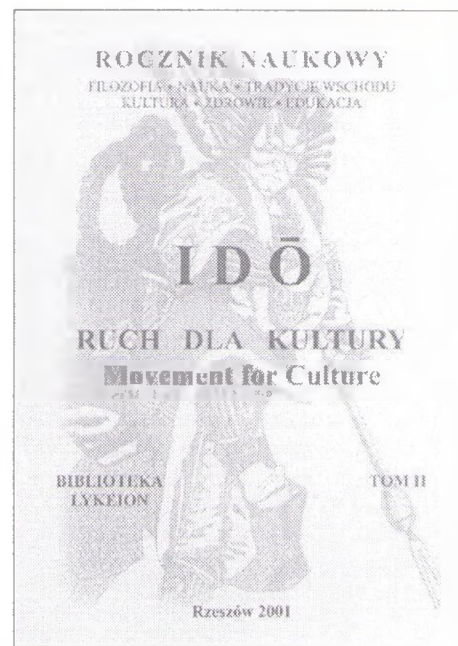 ROCZNIK NAUKOWY
FILOZOFIA • NAUKA • TRADYCJE WSCHODU
KULTURA • ZDROWIE • EDUKACJA
IDŌ
RUCH DLA KULTURY
Movement for Culture
BIBLIOTEKA
LYKEION
TOM II
Rzeszów 2001